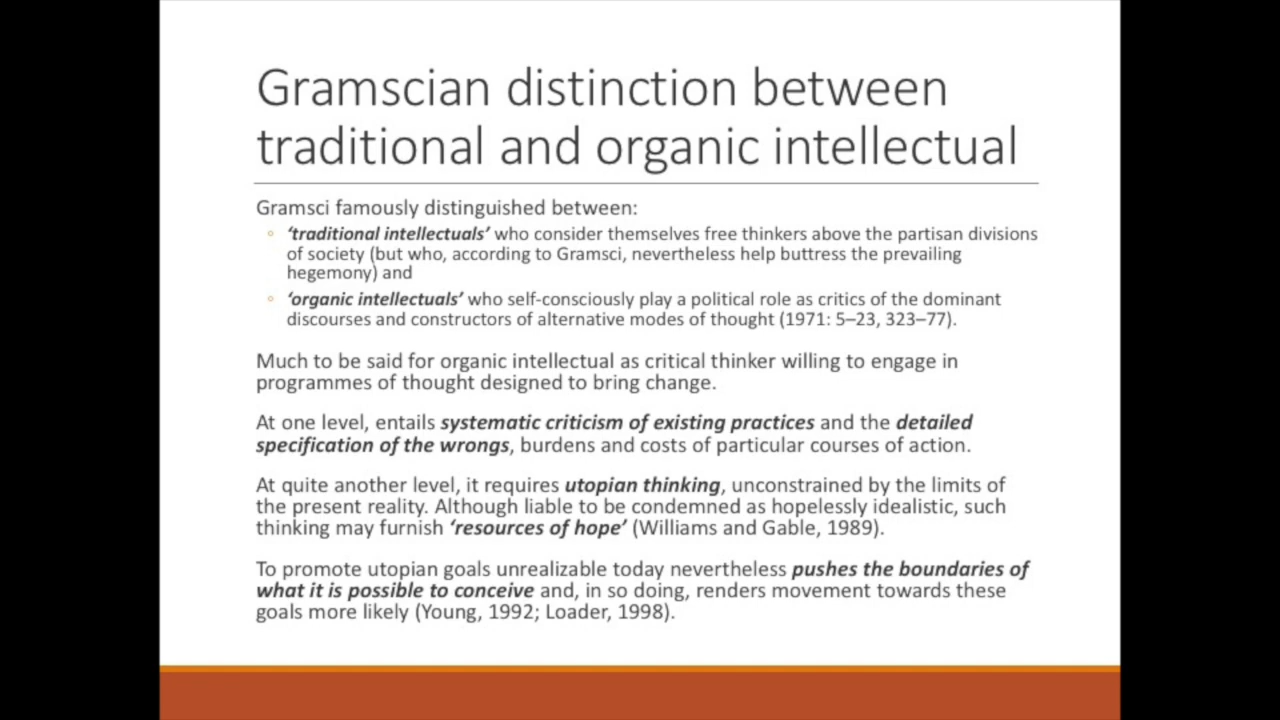 Gramscian distinction between
traditional and organic intellectual
Gramsci famously distinguished between:
◦ ‘traditional intellectuals’ who consider themselves free thinkers above the partisan divisions
of society (but who, according to Gramsci, nevertheless help buttress the prevailing
hegemony) and
◦ ‘organic intellectuals’ who self-consciously play a political role as critics of the dominant
discourses and constructors of alternative modes of thought (1971: 5–23, 323–77).
Much to be said for organic intellectual as critical thinker willing to engage in
programmes of thought designed to bring change.
At one level, entails systematic criticism of existing practices and the detailed
specification of the wrongs, burdens and costs of particular courses of action.
At quite another level, it requires utopian thinking, unconstrained by the limits of
the present reality. Although liable to be condemned as hopelessly idealistic, such
thinking may furnish ‘resources of hope’ (Williams and Gable, 1989).
To promote utopian goals unrealizable today nevertheless pushes the boundaries of
what it is possible to conceive and, in so doing, renders movement towards these
goals more likely (Young, 1992; Loader, 1998).